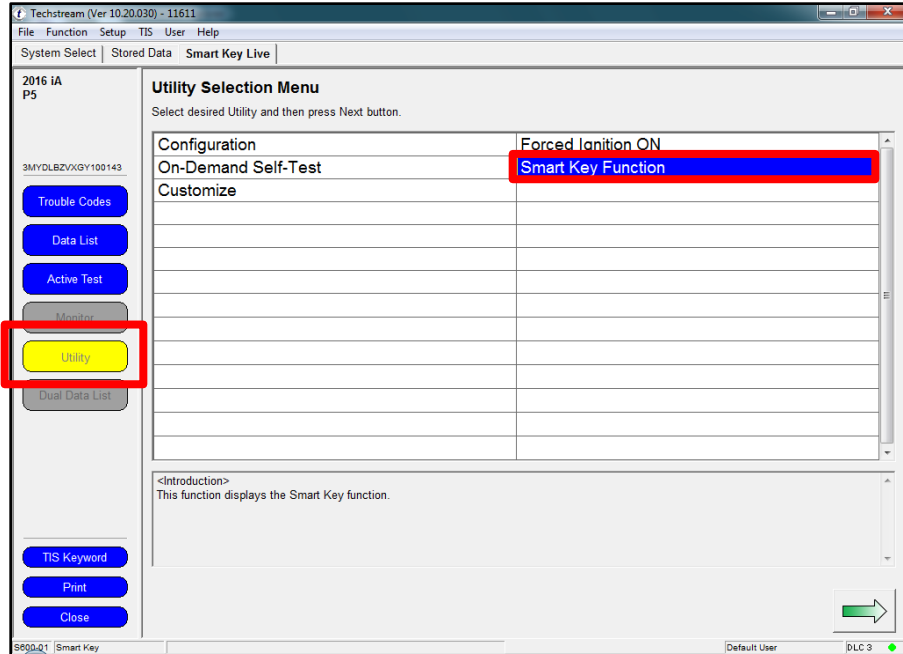 Techstream (Ver 10.20.030) - 11611
File Function Setup TIS User Help
System Select Stored Data Smart Key Live
2016 iA
P5
3MYDLBZVXGY100143
Trouble Codes
Data List
Active Test
Monitor
Utility
Dual Data List
TIS Keyword
Print
Close
Utility Selection Menu
Select desired Utility and then press Next button.
Configuration Forced Ignition ON
On-Demand Self-Test Smart Key Function
Customize
<Introduction>
This function displays the Smart Key function.
S600-01 Smart Key Default User DLC 3